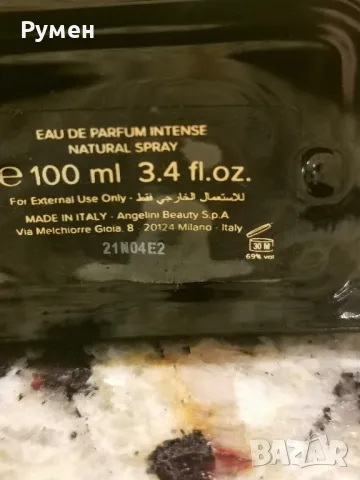 Румен
EAU DE PARFUM INTENSE
NATURAL SPRAY
℮ 100 ml 3.4 fl.oz.
For External Use Only - للاستعمال الخارجي فقط
MADE IN ITALY - Angelini Beauty S.p.A
Via Melchiorre Gioia, 8 - 20124 Milano - Italy
30 M
69% vol
21N04E2
BAZAR